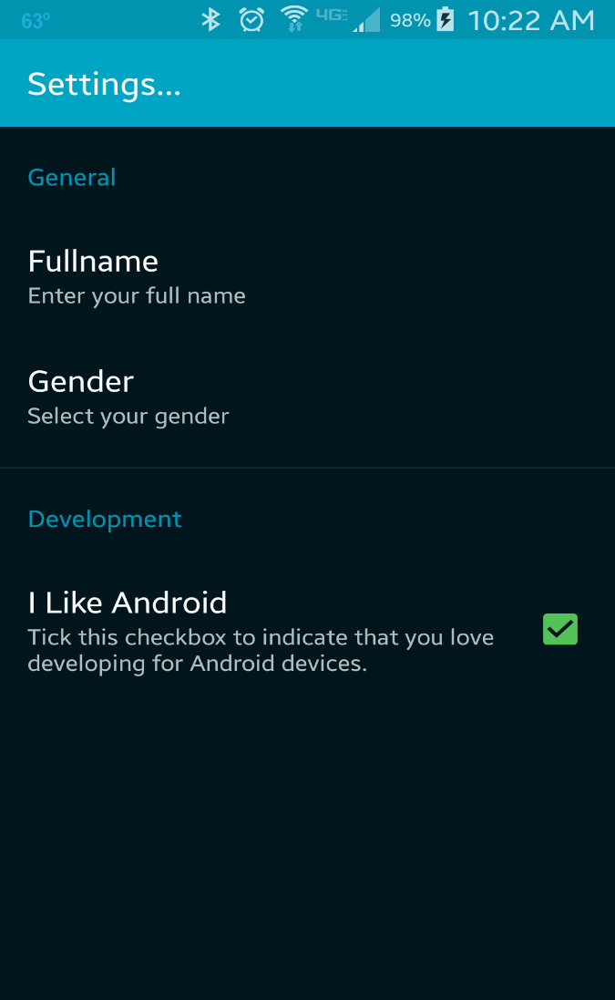 63° 4G 98% 10:22 AM
Settings...
General
Fullname
Enter your full name
Gender
Select your gender
Development
I Like Android
Tick this checkbox to indicate that you love
developing for Android devices.